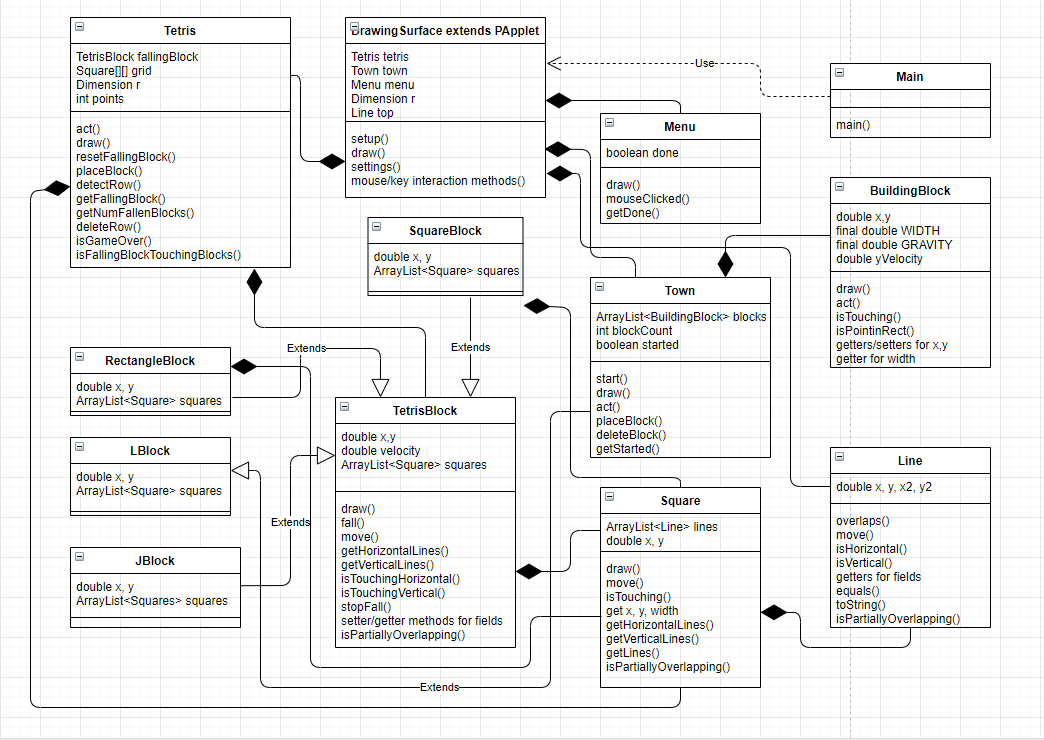 Tetris
TetrisBlock fallingBlock
Square[][] grid
Dimension r
int points
act()
draw()
resetFallingBlock()
placeBlock()
detectRow()
getFallingBlock()
getNumFallenBlocks()
deleteRow()
isGameOver()
isFallingBlockTouchingBlocks()
DrawingSurface extends PApplet
Tetris tetris
Town town
Menu menu
Dimension r
Line top
setup()
draw()
settings()
mouse/key interaction methods()
Use
Main
main()
Menu
boolean done
draw()
mouseClicked()
getDone()
BuildingBlock
double x,y
final double WIDTH
final double GRAVITY
double yVelocity
draw()
act()
isTouching()
isPointinRect()
getters/setters for x,y
getter for width
SquareBlock
double x, y
ArrayList<Square> squares
Town
ArrayList<BuildingBlock> blocks
int blockCount
boolean started
start()
draw()
act()
placeBlock()
deleteBlock()
getStarted()
Extends
Extends
RectangleBlock
double x, y
ArrayList<Square> squares
LBlock
double x, y
ArrayList<Square> squares
JBlock
double x, y
ArrayList<Squares> squares
Extends
TetrisBlock
double x,y
double velocity
ArrayList<Square> squares
draw()
fall()
move()
getHorizontalLines()
getVerticalLines()
isTouchingHorizontal()
isTouchingVertical()
stopFall()
setter/getter methods for fields
isPartiallyOverlapping()
Extends
Square
ArrayList<Line> lines
double x, y
draw()
move()
isTouching()
get x, y, width
getHorizontalLines()
getVerticalLines()
getLines()
isPartiallyOverlapping()
Line
double x, y, x2, y2
overlaps()
move()
isHorizontal()
isVertical()
getters for fields
equals()
toString()
isPartiallyOverlapping()